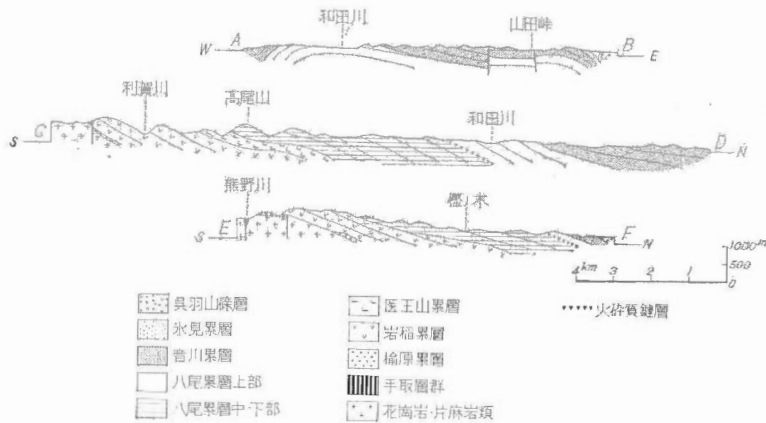 和田川 山田峠
W A B E
利賀川 高尾山 和田川
S C D N
熊野川 樫ノ木
S E F N
1000m
500
0
4km 3 2 1
呉羽山礫層
氷見累層
音川累層
八尾累層上部
八尾累層中・下部
医王山累層
岩稲累層
楡原累層
手取層群
花崗岩・片麻岩類
火砕質鍵層